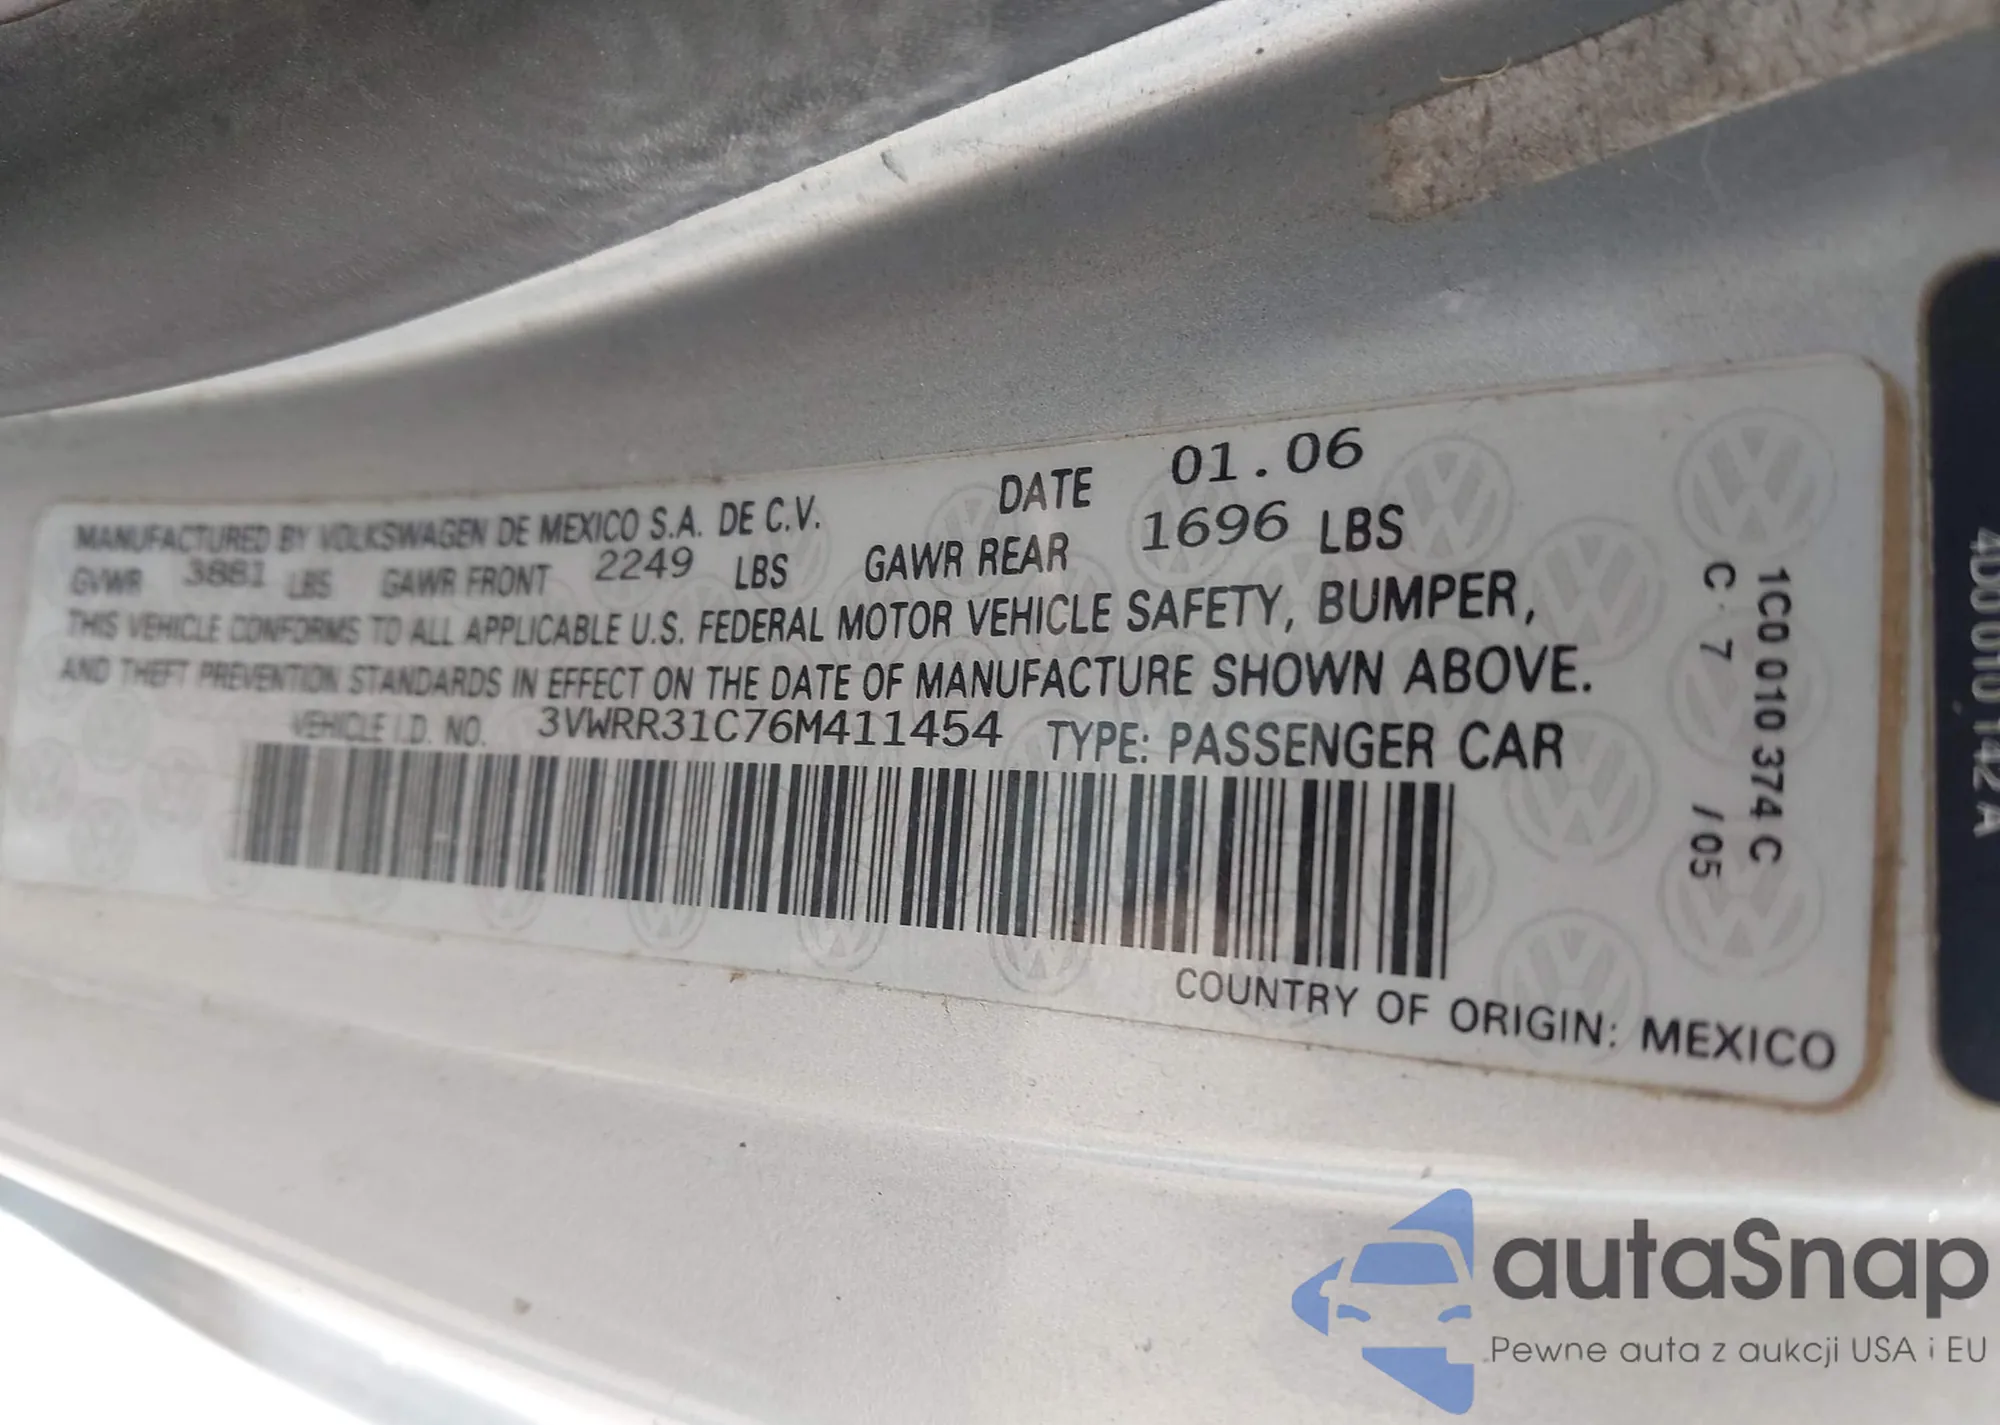 MANUFACTURED BY VOLKSWAGEN DE MEXICO S.A. DE C.V. DATE 01.06
GVWR 3881 LBS GAWR FRONT 2249 LBS GAWR REAR 1696 LBS
THIS VEHICLE CONFORMS TO ALL APPLICABLE U.S. FEDERAL MOTOR VEHICLE SAFETY, BUMPER,
AND THEFT PREVENTION STANDARDS IN EFFECT ON THE DATE OF MANUFACTURE SHOWN ABOVE.
VEHICLE I.D. NO. 3VWRR31C76M411454 TYPE: PASSENGER CAR
COUNTRY OF ORIGIN: MEXICO
1C0 010 374 C
C 7 /05
4D0 010 142 A
autaSnap
Pewne auta z aukcji USA i EU